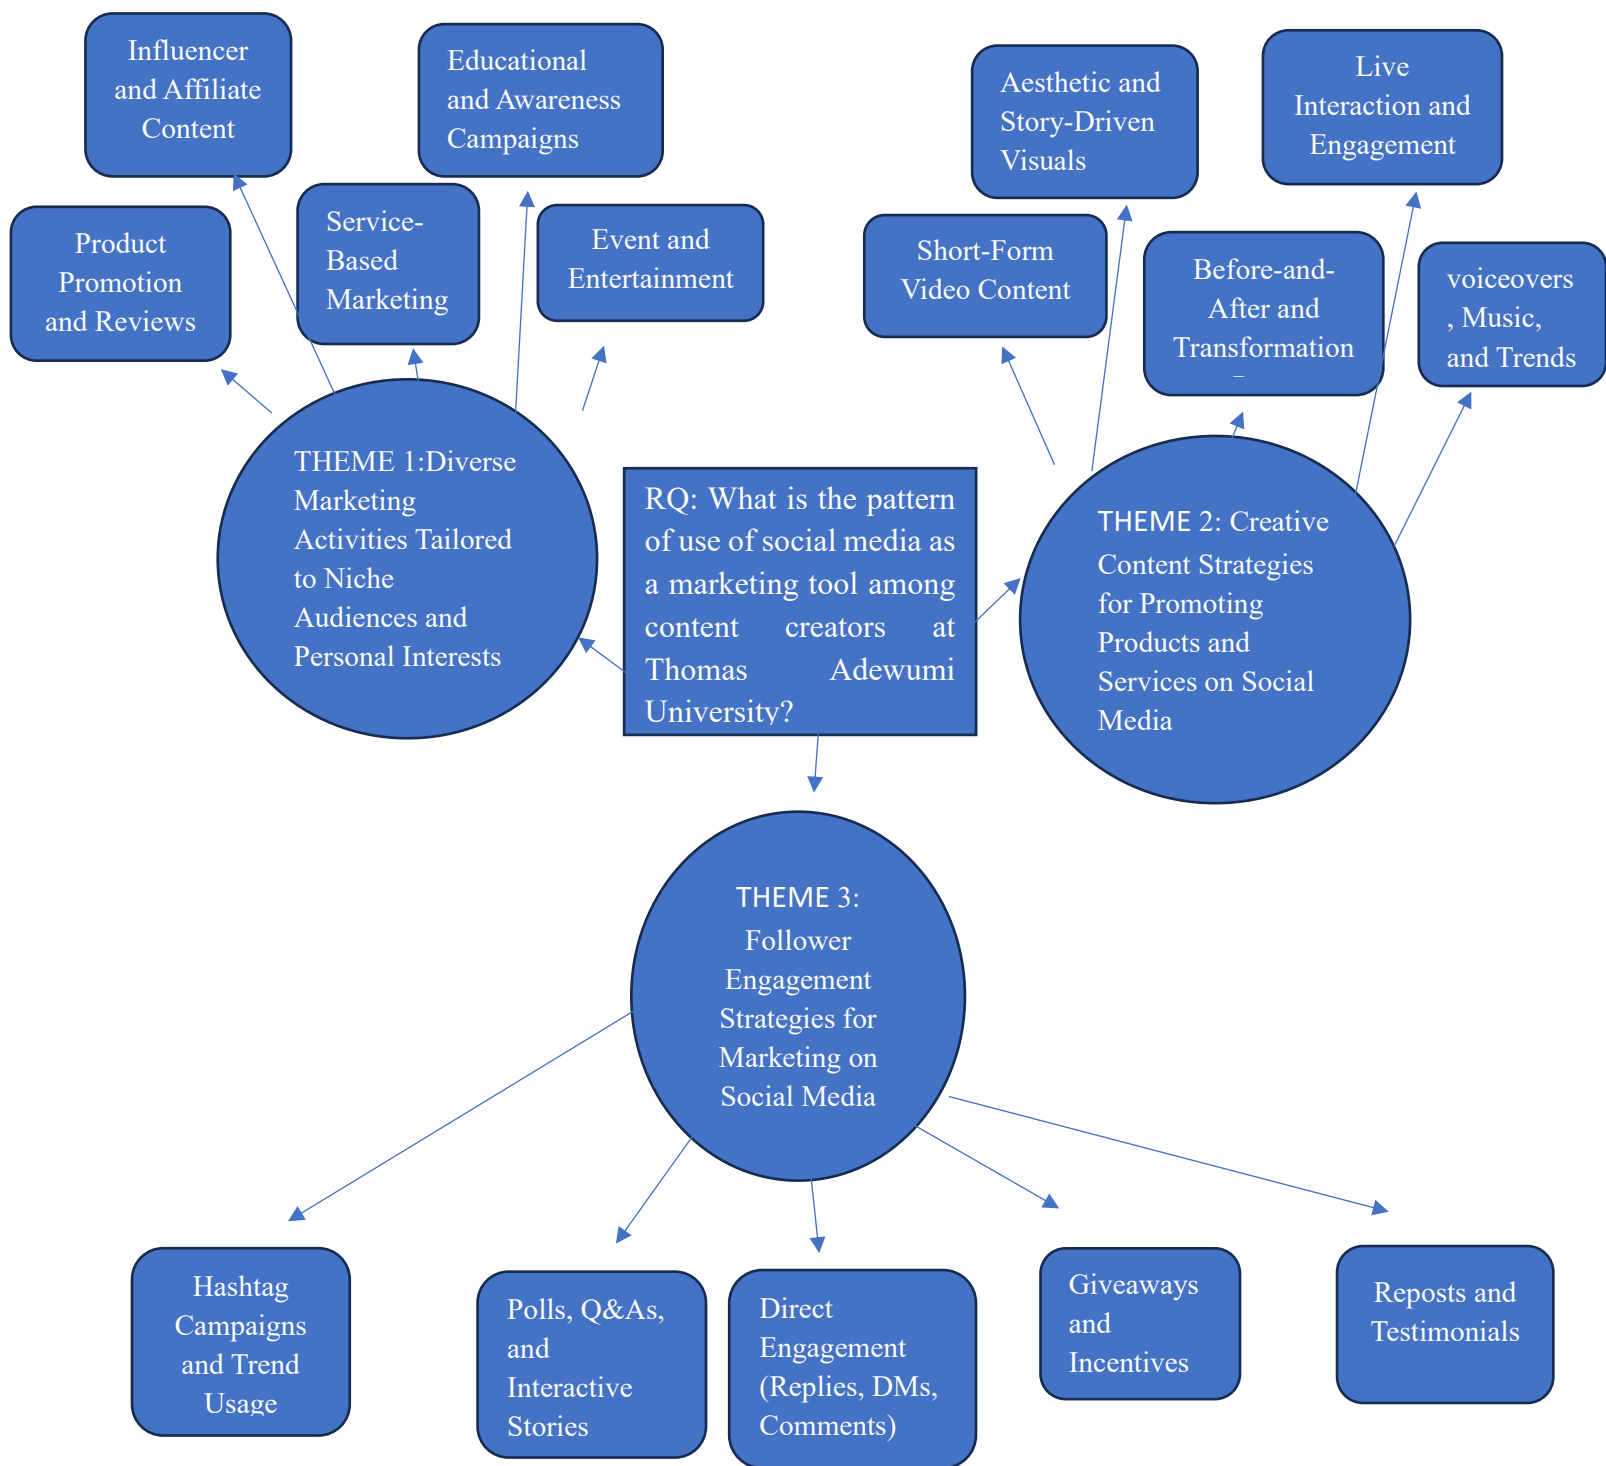 Influencer
and Affiliate
Content
Educational
and Awareness
Campaigns
Aesthetic and
Story-Driven
Visuals
Live
Interaction and
Engagement
Product
Promotion
and Reviews
Service-
Based
Marketing
Event and
Entertainment
Short-Form
Video Content
Before-and-
After and
Transformation
voiceovers
, Music,
and Trends
THEME 1:Diverse
Marketing
Activities Tailored
to Niche
Audiences and
Personal Interests
RQ: What is the pattern
of use of social media as
a marketing tool among
content creators at
Thomas Adewumi
University?
THEME 2: Creative
Content Strategies
for Promoting
Products and
Services on Social
Media
THEME 3:
Follower
Engagement
Strategies for
Marketing on
Social Media
Hashtag
Campaigns
and Trend
Usage
Polls, Q&As,
and
Interactive
Stories
Direct
Engagement
(Replies, DMs,
Comments)
Giveaways
and
Incentives
Reposts and
Testimonials